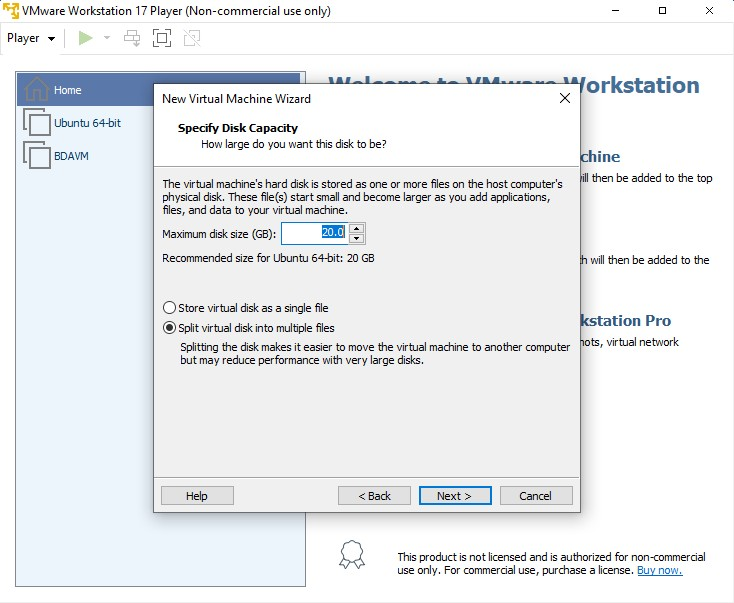 VMware Workstation 17 Player (Non-commercial use only)
Player
Home
Ubuntu 64-bit
BDAVM
Welcome to VMware Workstation
New Virtual Machine Wizard
Specify Disk Capacity
How large do you want this disk to be?
The virtual machine's hard disk is stored as one or more files on the host computer's
physical disk. These file(s) start small and become larger as you add applications,
files, and data to your virtual machine.
Maximum disk size (GB): 20.0
Recommended size for Ubuntu 64-bit: 20 GB
Store virtual disk as a single file
Split virtual disk into multiple files
Splitting the disk makes it easier to move the virtual machine to another computer
but may reduce performance with very large disks.
Help
< Back
Next >
Cancel
chine
ill then be added to the top
h will then be added to the
kstation Pro
nots, virtual network
This product is not licensed and is authorized for non-commercial
use only. For commercial use, purchase a license. Buy now.